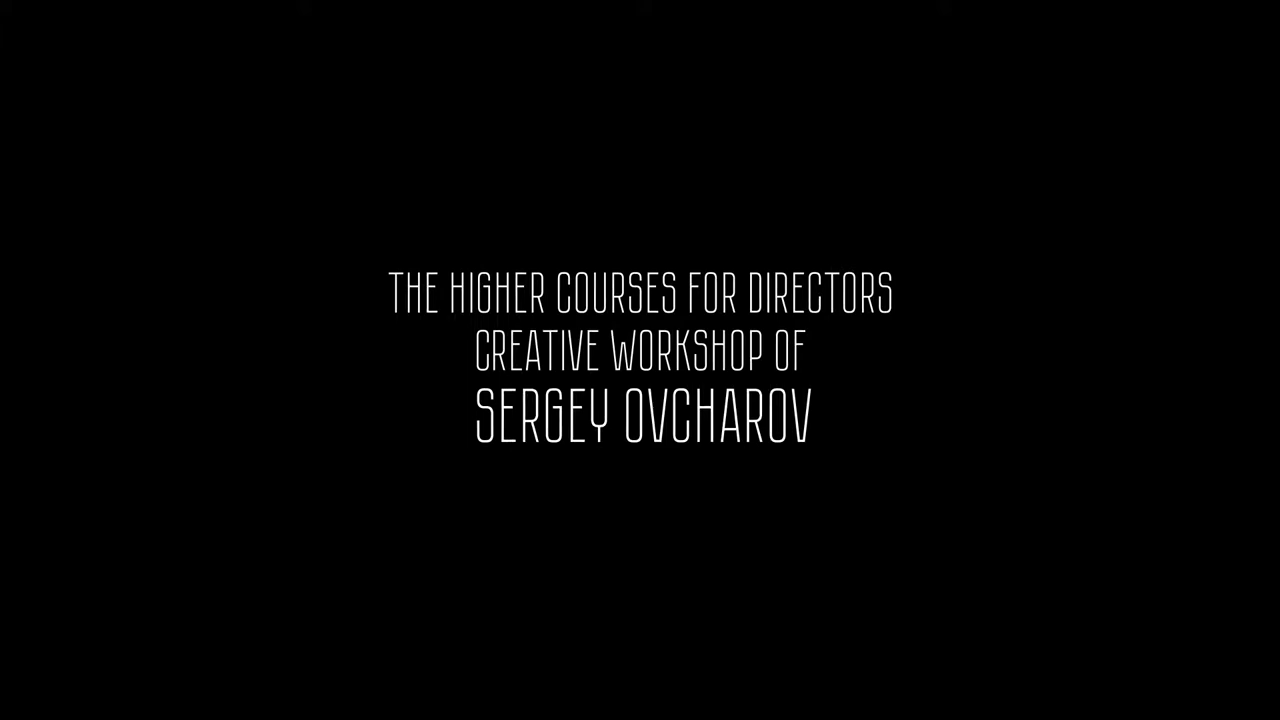 THE HIGHER COURSES FOR DIRECTORS
CREATIVE WORKSHOP OF
SERGEY OVCHAROV